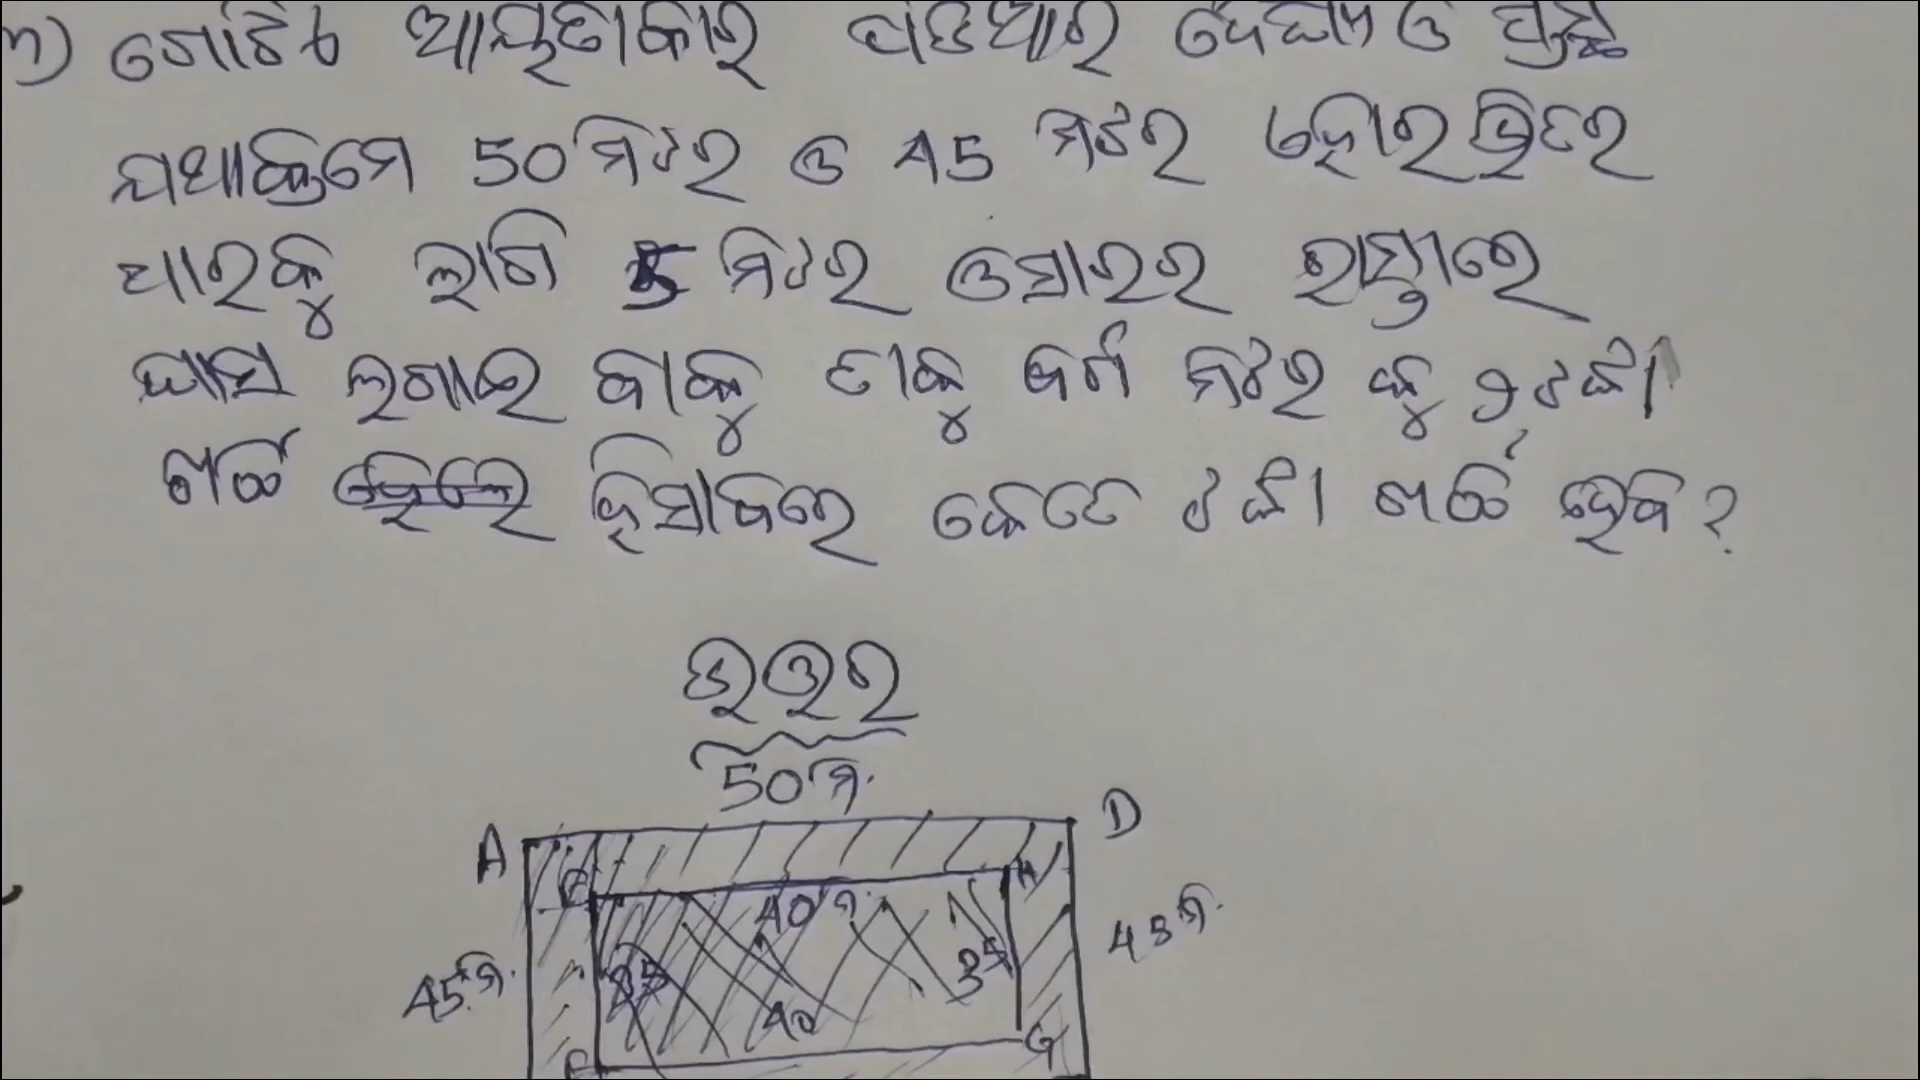 ୩) ଗୋଟିଏ ଆୟତାକାର ପଡିଆର ଦୈର୍ଘ୍ୟ ଓ ପ୍ରସ୍ଥ
ଯଥାକ୍ରମେ 50 ମିଟର ଓ 45 ମିଟର । ଏହାର ଭିତର
ଧାରକୁ ଲାଗି 5 ମିଟର ଓସାରର ରାସ୍ତାରେ
ଘାସ ଲଗାଇବାକୁ ତାକୁ ବର୍ଗ ମିଟର କୁ ୨ ଟଙ୍କା
ଖର୍ଚ୍ଚ ହିସାବରେ କେତେ ଟଙ୍କା ଖର୍ଚ୍ଚ ହେବ ?
ଉତ୍ତର
50 ମି.
A D
E H
40 ମି.
45 ମି. 35 35 45 ମି.
40
F G